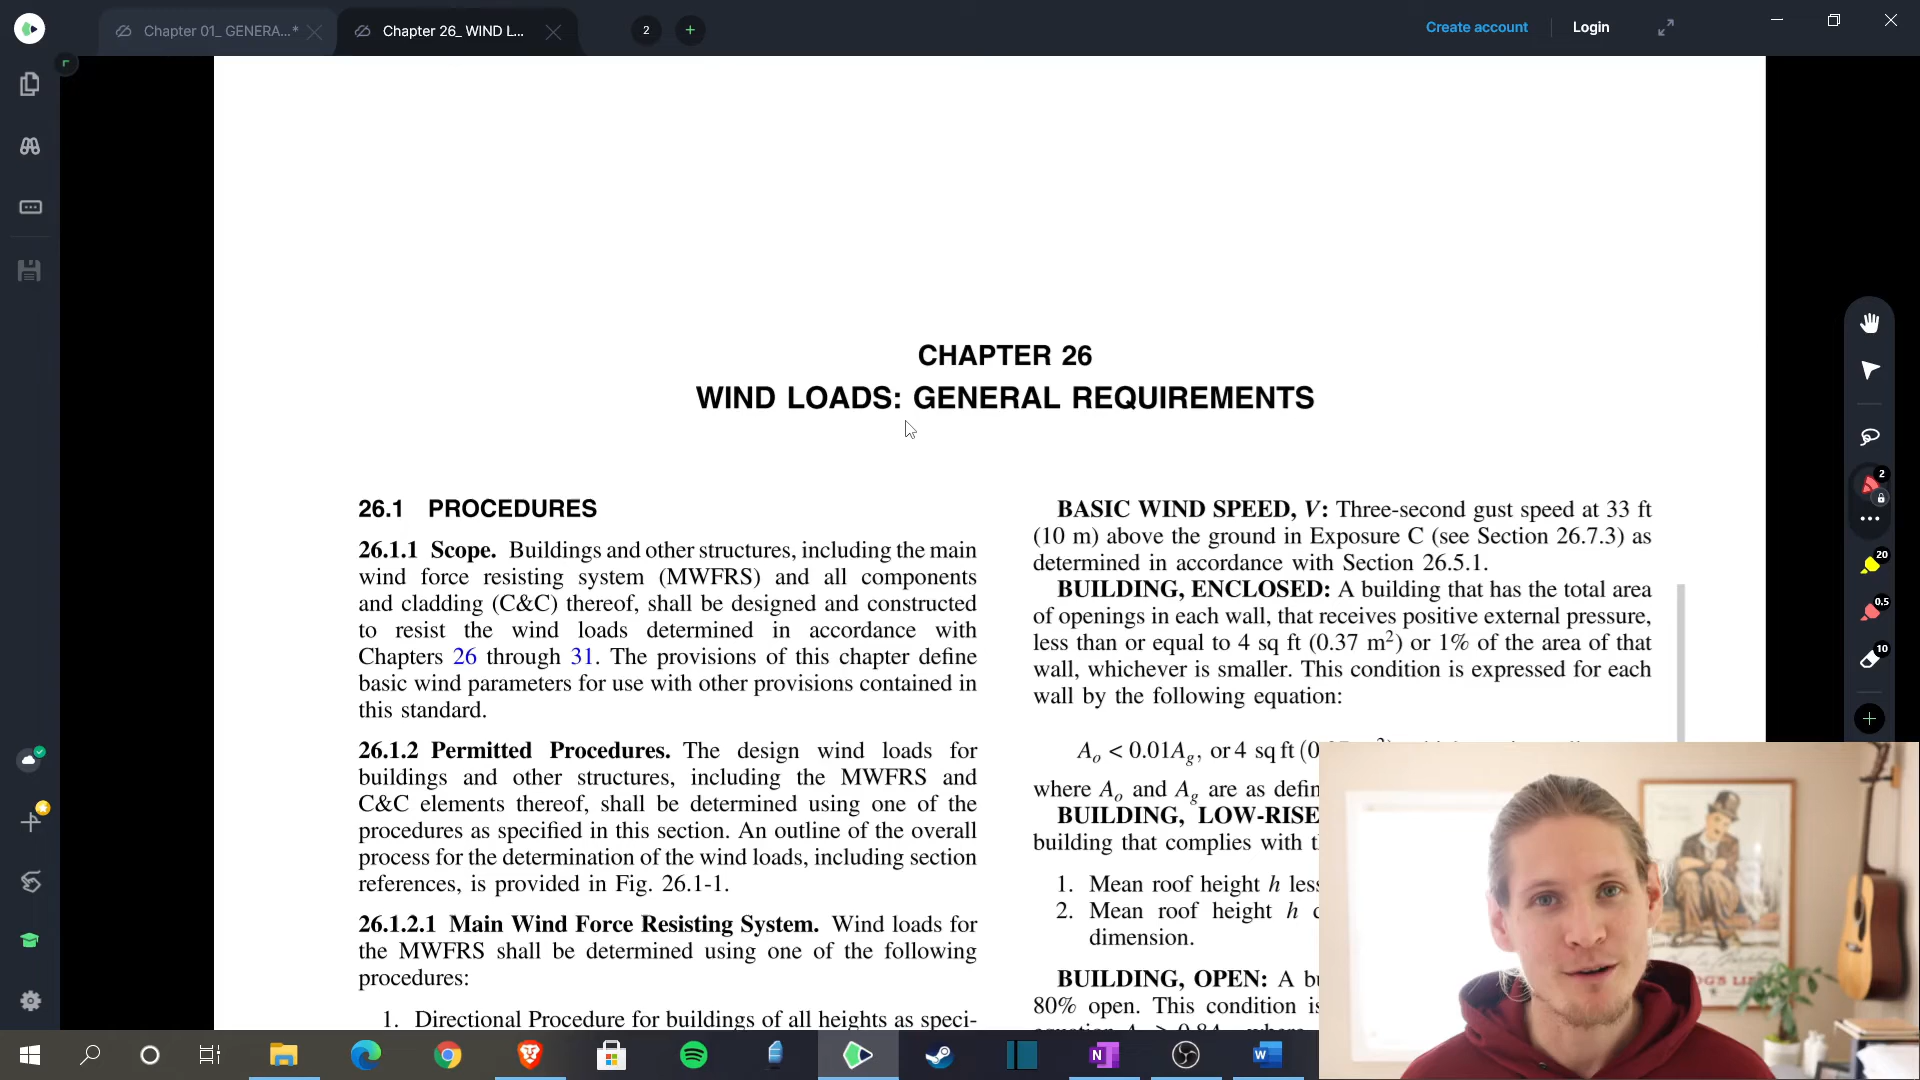 Chapter 01_ GENERA...*
Chapter 26_ WIND L...
2
Create account
Login
CHAPTER 26
WIND LOADS: GENERAL REQUIREMENTS
26.1 PROCEDURES
26.1.1 Scope. Buildings and other structures, including the main
wind force resisting system (MWFRS) and all components
and cladding (C&C) thereof, shall be designed and constructed
to resist the wind loads determined in accordance with
Chapters 26 through 31. The provisions of this chapter define
basic wind parameters for use with other provisions contained in
this standard.
26.1.2 Permitted Procedures. The design wind loads for
buildings and other structures, including the MWFRS and
C&C elements thereof, shall be determined using one of the
procedures as specified in this section. An outline of the overall
process for the determination of the wind loads, including section
references, is provided in Fig. 26.1-1.
26.1.2.1 Main Wind Force Resisting System. Wind loads for
the MWFRS shall be determined using one of the following
procedures:
1. Directional Procedure for buildings of all heights as speci-
BASIC WIND SPEED, V: Three-second gust speed at 33 ft
(10 m) above the ground in Exposure C (see Section 26.7.3) as
determined in accordance with Section 26.5.1.
BUILDING, ENCLOSED: A building that has the total area
of openings in each wall, that receives positive external pressure,
less than or equal to 4 sq ft (0.37 m²) or 1% of the area of that
wall, whichever is smaller. This condition is expressed for each
wall by the following equation:
Aₒ < 0.01A_g, or 4 sq ft (0
where Aₒ and A_g are as defin
BUILDING, LOW-RISE
building that complies with t
1. Mean roof height h les
2. Mean roof height h
dimension.
BUILDING, OPEN: A bu
80% open. This condition is
2
20
0.5
10